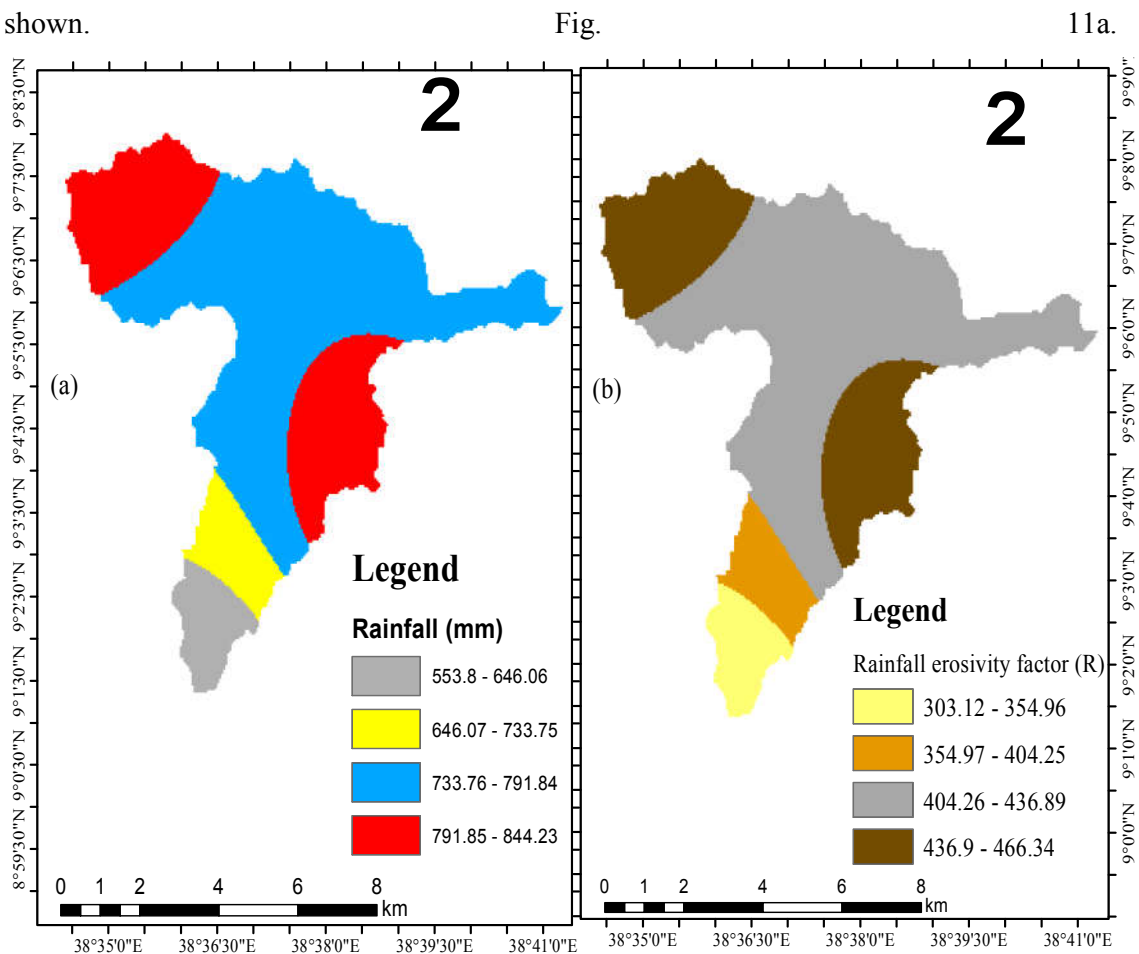 shown. Fig. 11a.
2
9°8'30"N
9°7'30"N
9°6'30"N
9°5'30"N
9°4'30"N
9°3'30"N
9°2'30"N
9°1'30"N
9°0'30"N
8°59'30"N
(a)
Legend
Rainfall (mm)
553.8 - 646.06
646.07 - 733.75
733.76 - 791.84
791.85 - 844.23
0 1 2 4 6 8
km
38°35'0"E 38°36'30"E 38°38'0"E 38°39'30"E 38°41'0"E
2
(b)
Legend
Rainfall erosivity factor (R)
303.12 - 354.96
354.97 - 404.25
404.26 - 436.89
436.9 - 466.34
0 1 2 4 6 8
km
38°35'0"E 38°36'30"E 38°38'0"E 38°39'30"E 38°41'0"E
9°9'0"N
9°8'0"N
9°7'0"N
9°6'0"N
9°5'0"N
9°4'0"N
9°3'0"N
9°2'0"N
9°1'0"N
9°0'0"N